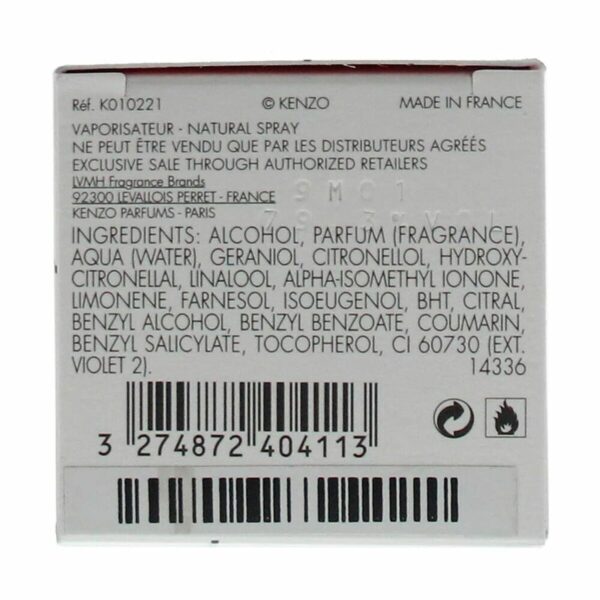 Réf. K010221 © KENZO MADE IN FRANCE
VAPORISATEUR - NATURAL SPRAY
NE PEUT ÊTRE VENDU QUE PAR LES DISTRIBUTEURS AGRÉÉS
EXCLUSIVE SALE THROUGH AUTHORIZED RETAILERS
LVMH Fragrance Brands
92300 LEVALLOIS PERRET - FRANCE
KENZO PARFUMS - PARIS
9M01
INGREDIENTS: ALCOHOL, PARFUM (FRAGRANCE),
AQUA (WATER), GERANIOL, CITRONELLOL, HYDROXY-
CITRONELLAL, LINALOOL, ALPHA-ISOMETHYL IONONE,
LIMONENE, FARNESOL, ISOEUGENOL, BHT, CITRAL,
BENZYL ALCOHOL, BENZYL BENZOATE, COUMARIN,
BENZYL SALICYLATE, TOCOPHEROL, CI 60730 (EXT.
VIOLET 2). 14336
3 274872 404113